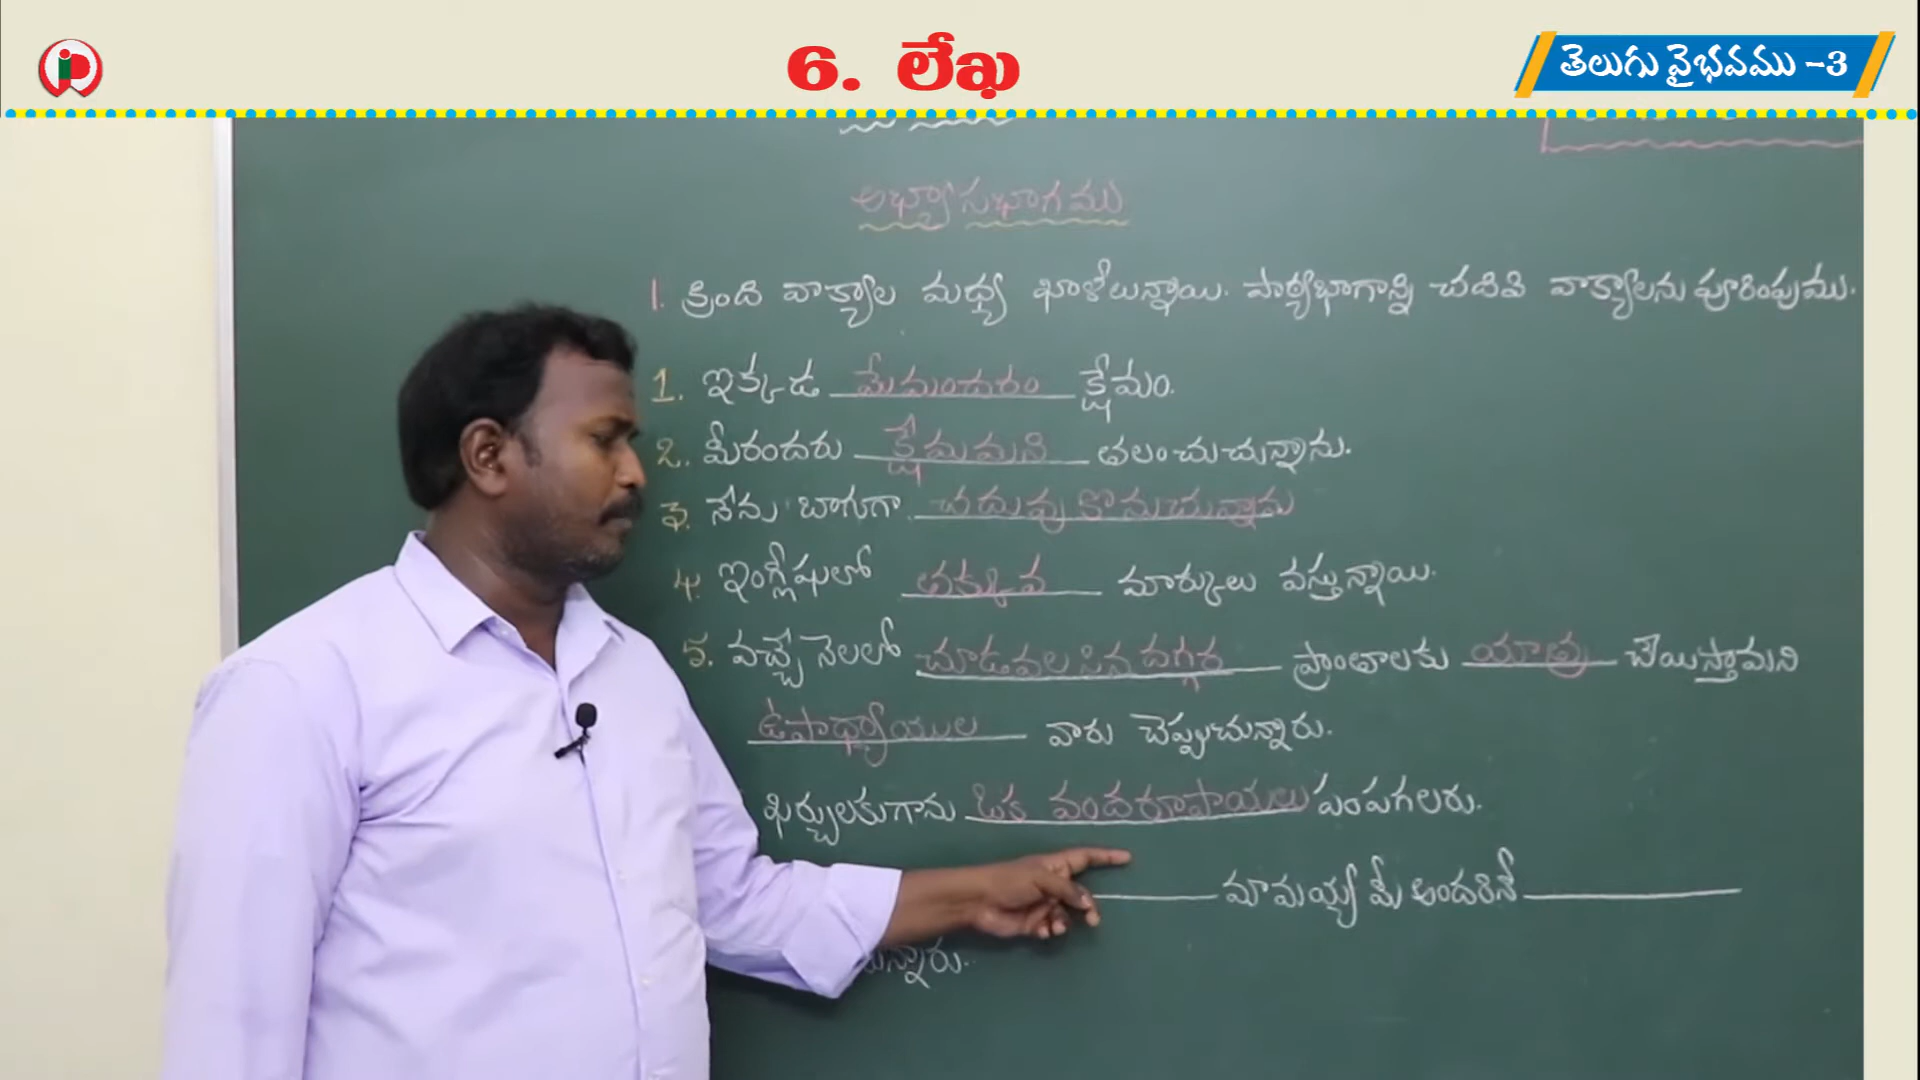 6. లేఖ
తెలుగు వైభవము -3
అభ్యాసభాగము
I. క్రింది వాక్యాల మధ్య ఖాళీలున్నాయి. పాఠ్యభాగాన్ని చదివి వాక్యాలను పూరింపుము.
1. ఇక్కడ మేమందరం క్షేమం.
2. మీరందరు క్షేమమని తలంచుచున్నాను.
3. నేను బాగుగా చదువుకొనుచున్నాను
4. ఇంగ్లీషులో తక్కువ మార్కులు వస్తున్నాయి.
5. వచ్చే నెలలో చూడవలసిన దగ్గర ప్రాంతాలకు యాత్ర చేయిస్తామని
ఉపాధ్యాయుల వారు చెప్పుచున్నారు.
ఖర్చులకుగాను ఒక వందరూపాయలు పంపగలరు.
మామయ్య మీ అందరినీ